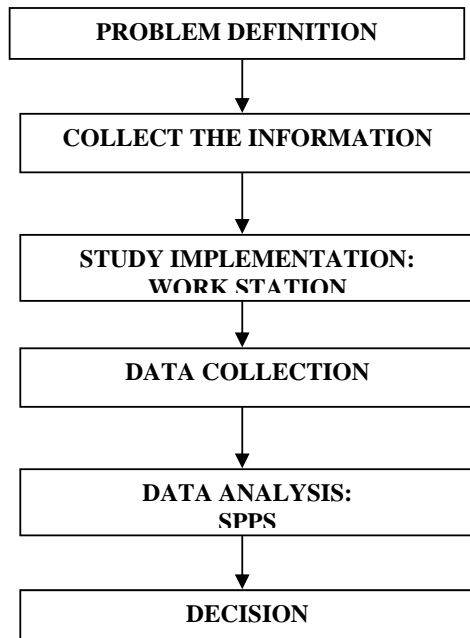 PROBLEM DEFINITION
COLLECT THE INFORMATION
STUDY IMPLEMENTATION:
WORK STATION
DATA COLLECTION
DATA ANALYSIS:
SPPS
DECISION